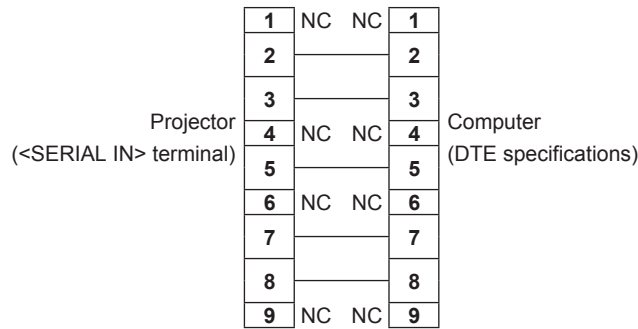 1 NC NC 1
2 2
3 3
Projector
(<SERIAL IN> terminal)
4 NC NC 4
Computer
(DTE specifications)
5 5
6 NC NC 6
7 7
8 8
9 NC NC 9